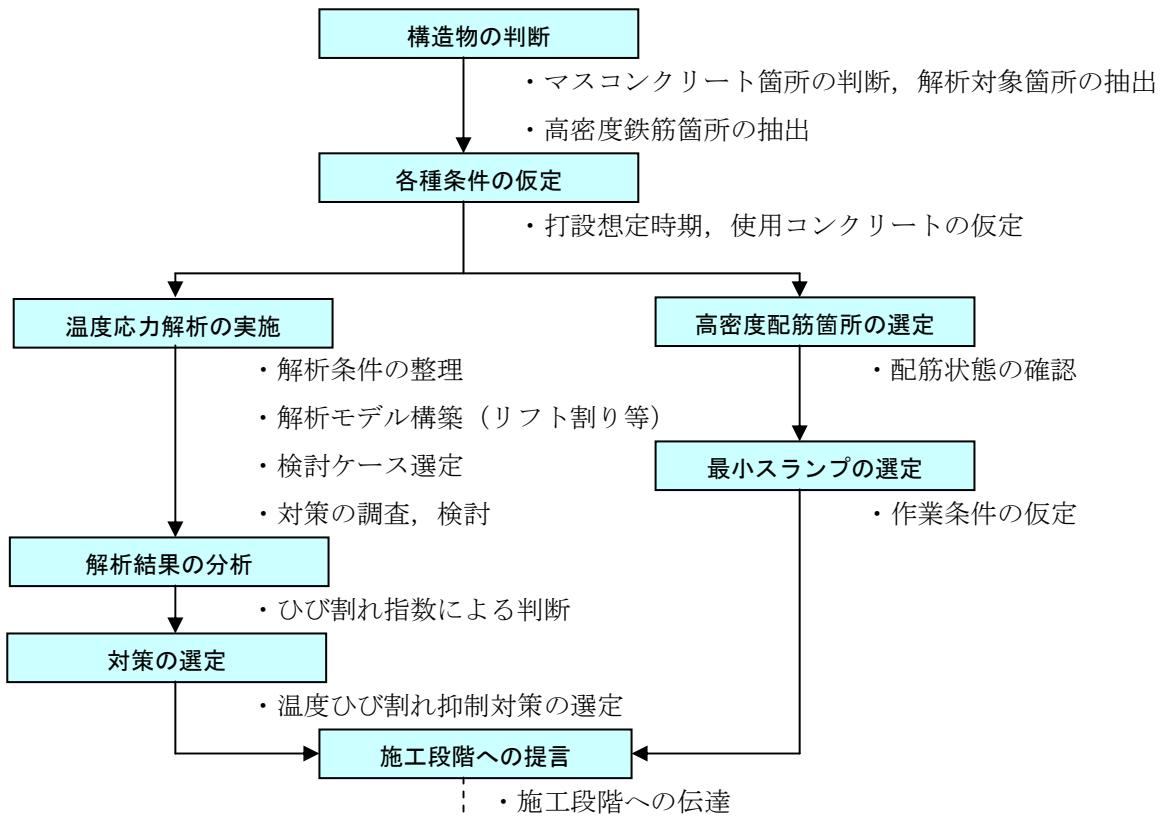 構造物の判断
・マスコンクリート箇所の判断，解析対象箇所の抽出
・高密度鉄筋箇所の抽出
各種条件の仮定
・打設想定時期，使用コンクリートの仮定
温度応力解析の実施
・解析条件の整理
・解析モデル構築（リフト割り等）
・検討ケース選定
・対策の調査，検討
解析結果の分析
・ひび割れ指数による判断
対策の選定
・温度ひび割れ抑制対策の選定
高密度配筋箇所の選定
・配筋状態の確認
最小スランプの選定
・作業条件の仮定
施工段階への提言
・施工段階への伝達